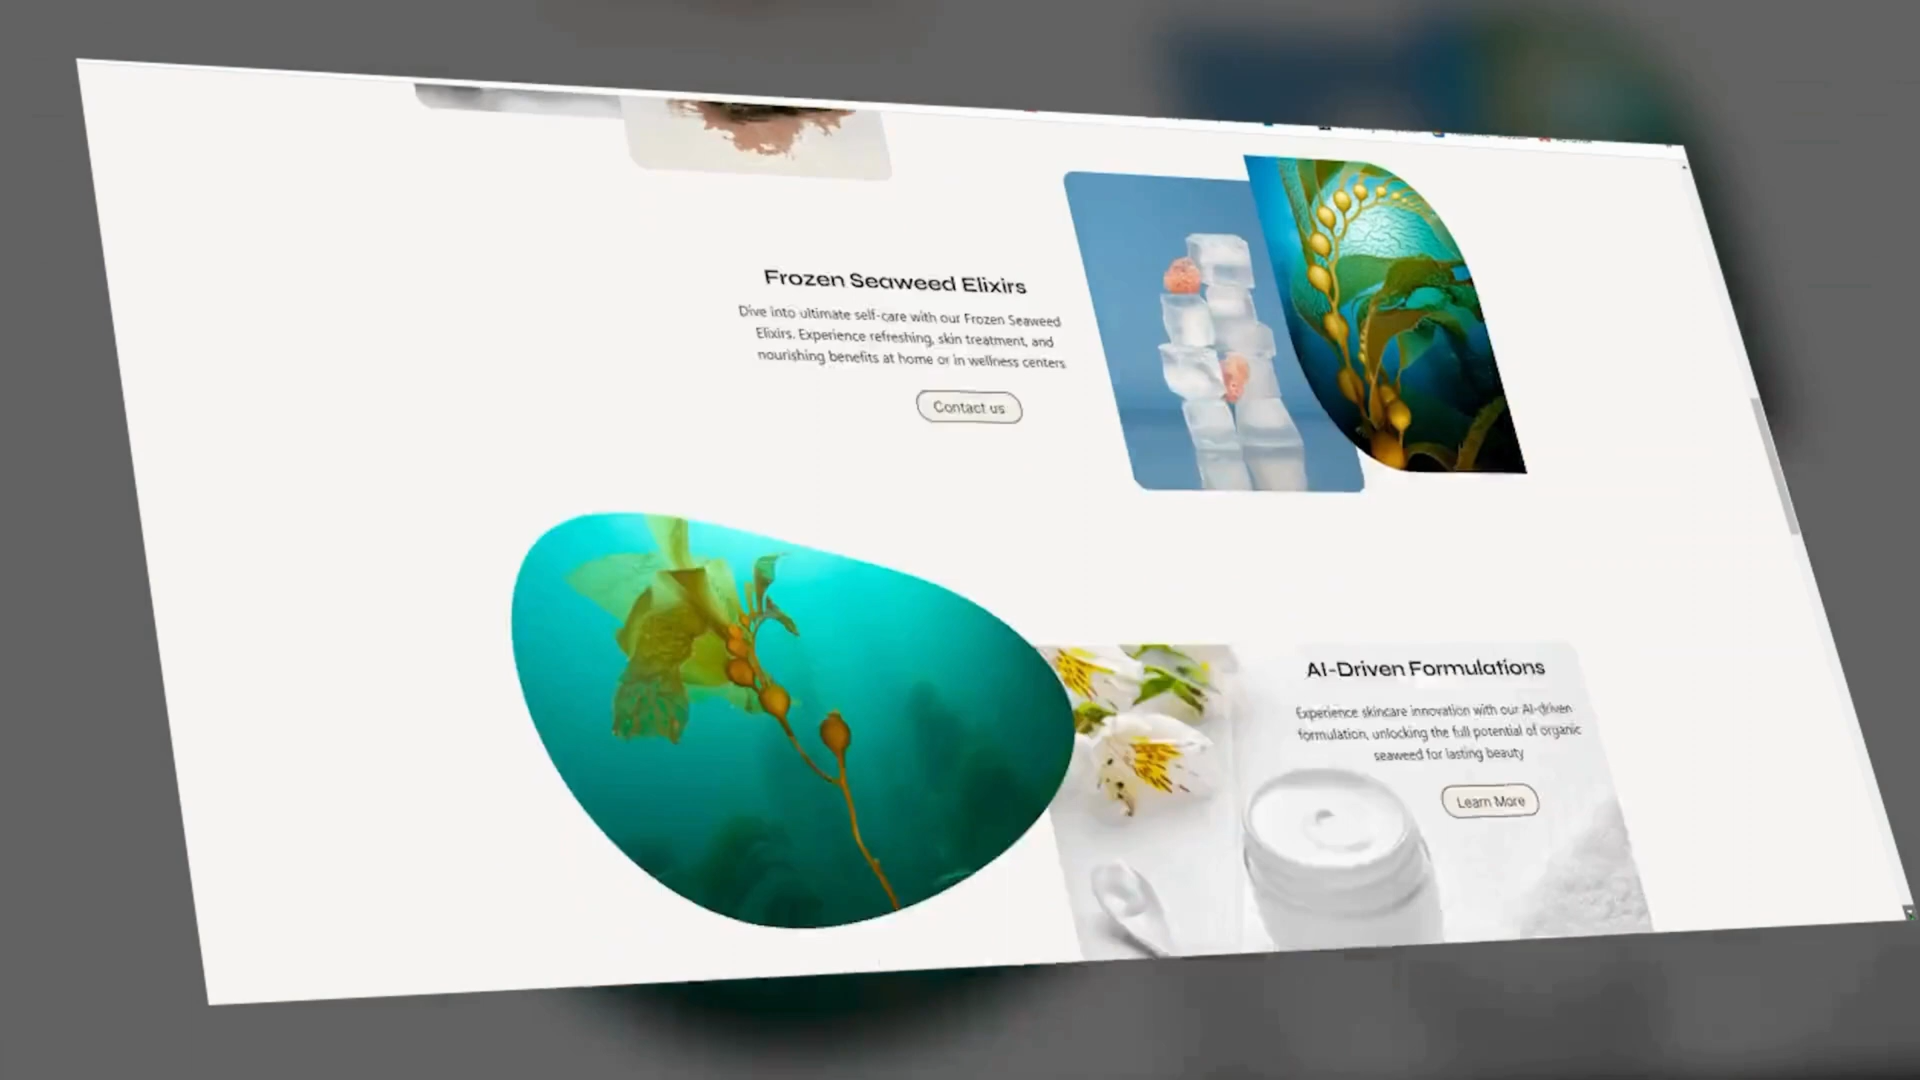 Frozen Seaweed Elixirs
Dive into ultimate self-care with our Frozen Seaweed
Elixirs. Experience refreshing, skin treatment, and
nourishing benefits at home or in wellness centers
Contact us
AI-Driven Formulations
Experience skincare innovation with our AI-driven
formulation, unlocking the full potential of organic
seaweed for lasting beauty
Learn More